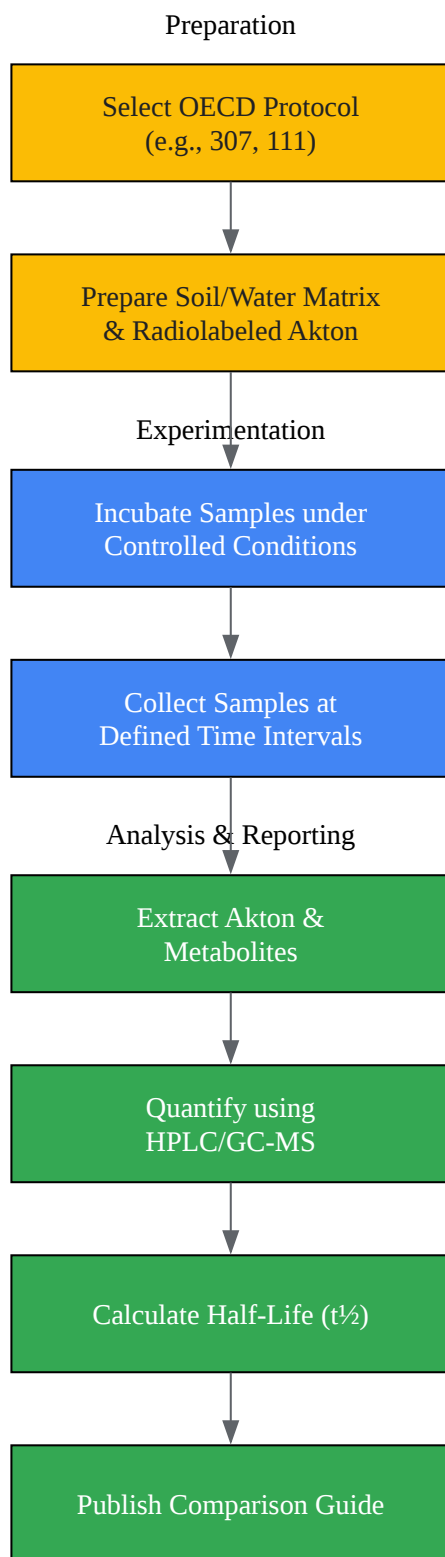 Preparation
Select OECD Protocol
(e.g., 307, 111)
Prepare Soil/Water Matrix
& Radiolabeled Akton
Experimentation
Incubate Samples under
Controlled Conditions
Collect Samples at
Defined Time Intervals
Analysis & Reporting
Extract Akton &
Metabolites
Quantify using
HPLC/GC-MS
Calculate Half-Life (t½)
Publish Comparison Guide